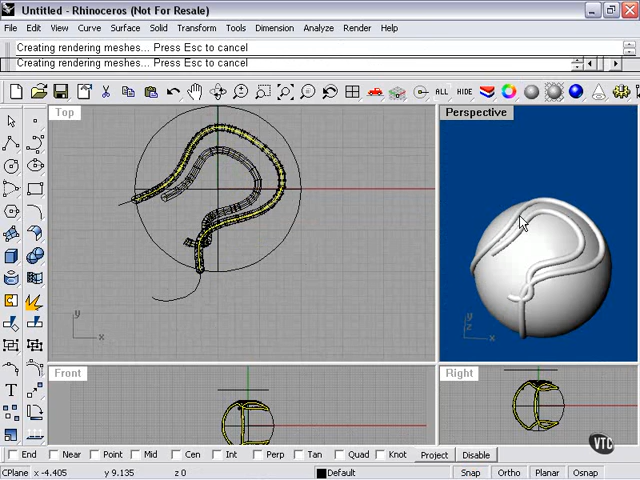 Untitled - Rhinoceros (Not For Resale)
File Edit View Curve Surface Solid Transform Tools Dimension Analyze Render Help
Creating rendering meshes... Press Esc to cancel
Creating rendering meshes... Press Esc to cancel
ALL HIDE
Top
Perspective
y
x
z
y
x
Front
Right
T
VTC
End Near Point Mid Cen Int Perp Tan Quad Knot Project Disable
CPlane x -4.405 y 9.135 z 0 Default Snap Ortho Planar Osnap